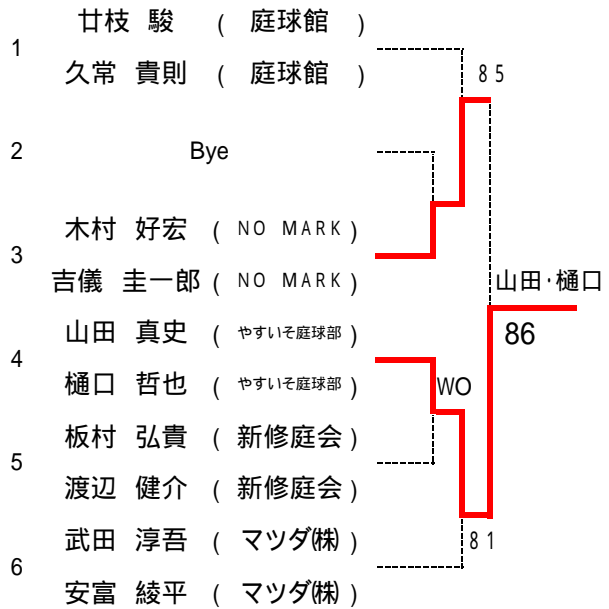 廿枝 駿 ( 庭球館 )
1
久常 貴則 ( 庭球館 )
8 5
2 Bye
木村 好宏 ( NO MARK )
3
吉儀 圭一郎 ( NO MARK )
山田・樋口
山田 真史 ( やすいそ庭球部 )
86
4
樋口 哲也 ( やすいそ庭球部 )
WO
板村 弘貴 ( 新修庭会 )
5
渡辺 健介 ( 新修庭会 )
武田 淳吾 ( マツダ㈱ )
8 1
6
安富 綾平 ( マツダ㈱ )